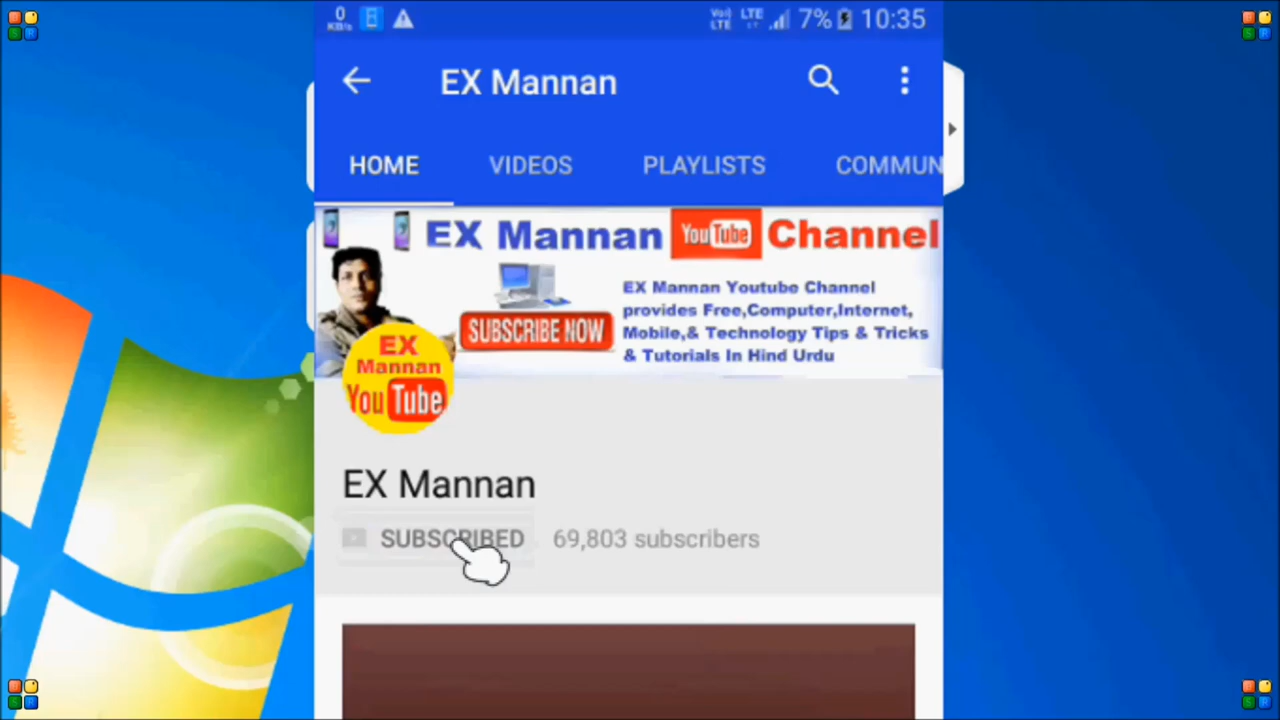 0
KB/s
Vo)
LTE
LTE
7%
10:35
EX Mannan
HOME
VIDEOS
PLAYLISTS
COMMUN
EX Mannan YouTube Channel
EX Mannan Youtube Channel
provides Free,Computer,Internet,
Mobile,& Technology Tips & Tricks
& Tutorials In Hind Urdu
SUBSCRIBE NOW
EX
Mannan
YouTube
EX Mannan
SUBSCRIBED
69,803 subscribers